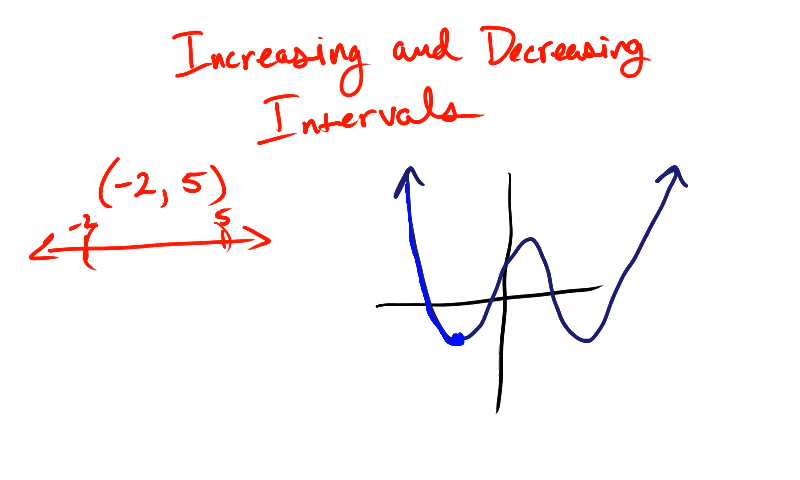 Increasing and Decreasing
Intervals
(-2, 5)
-2 5